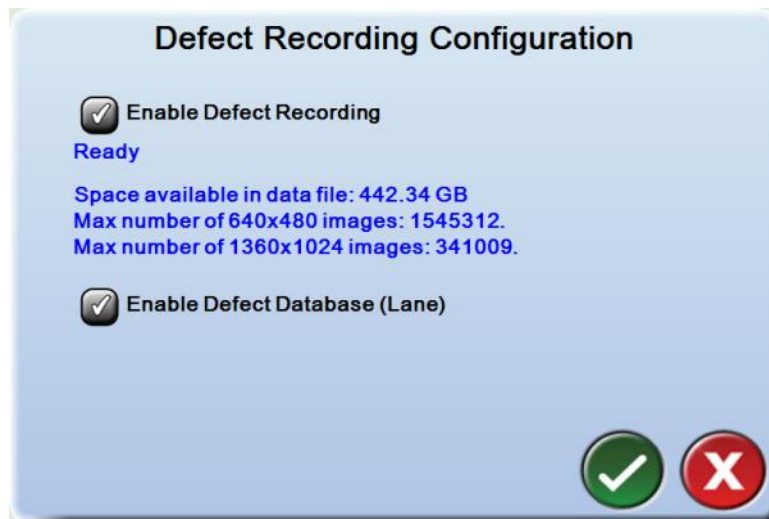 Defect Recording Configuration
Enable Defect Recording
Ready
Space available in data file: 442.34 GB
Max number of 640x480 images: 1545312.
Max number of 1360x1024 images: 341009.
Enable Defect Database (Lane)